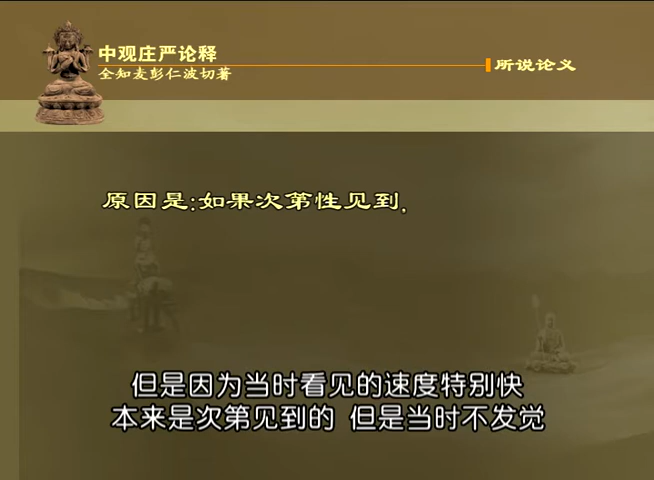 中观庄严论释
全知麦彭仁波切著
所说论义
原因是:如果次第性见到,
但是因为当时看见的速度特别快
本来是次第见到的 但是当时不发觉